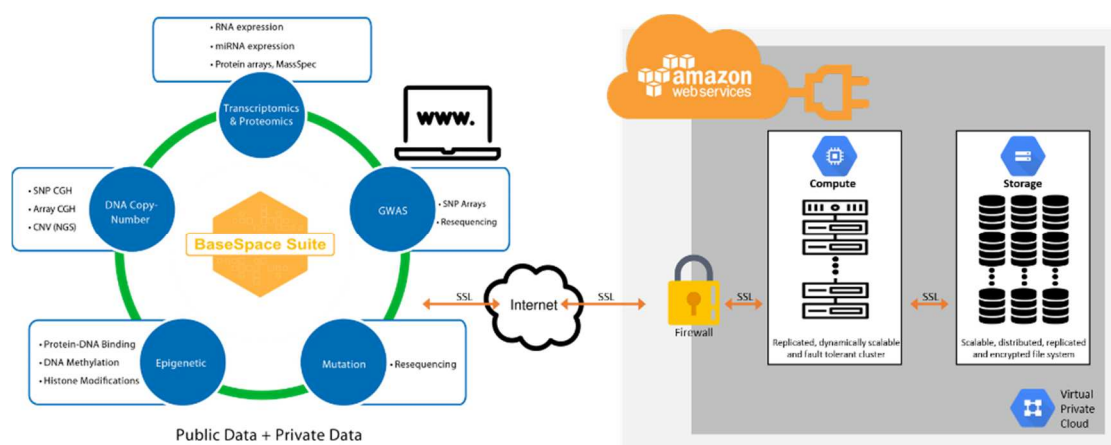 • RNA expression
• miRNA expression
• Protein arrays, MassSpec
Transcriptomics
& Proteomics
www.
• SNP CGH
• Array CGH
• CNV (NGS)
DNA Copy-
Number
GWAS
• SNP Arrays
• Resequencing
BaseSpace Suite
• Protein-DNA Binding
• DNA Methylation
• Histone Modifications
Epigenetic
Mutation
• Resequencing
Public Data + Private Data
SSL
Internet
SSL
Firewall
SSL
amazon
web services
Compute
Replicated, dynamically scalable
and fault tolerant cluster
SSL
Storage
Scalable, distributed, replicated
and encrypted file system
Virtual
Private
Cloud